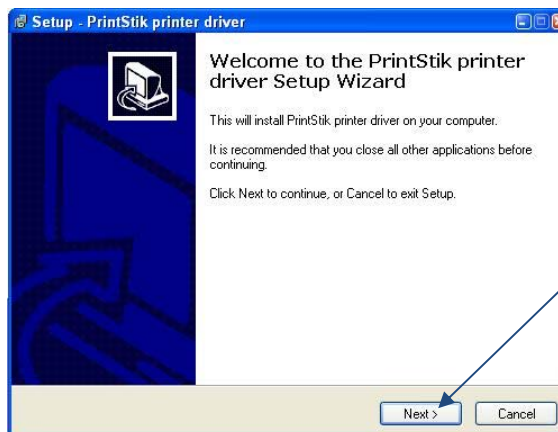 Setup - PrintStik printer driver
Welcome to the PrintStik printer
driver Setup Wizard
This will install PrintStik printer driver on your computer.
It is recommended that you close all other applications before
continuing.
Click Next to continue, or Cancel to exit Setup.
Next > Cancel